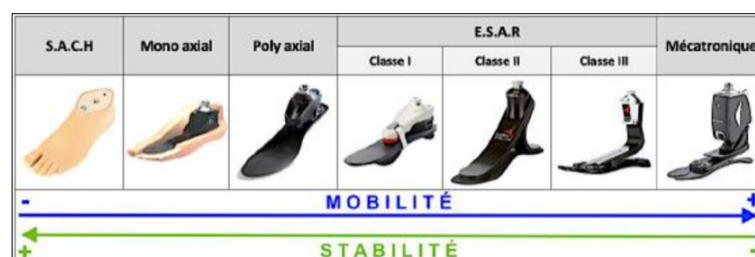 S.A.C.H Mono axial Poly axial E.S.A.R Mécatronique
Classe I Classe II Classe III
- MOBILITÉ +
+ STABILITÉ -